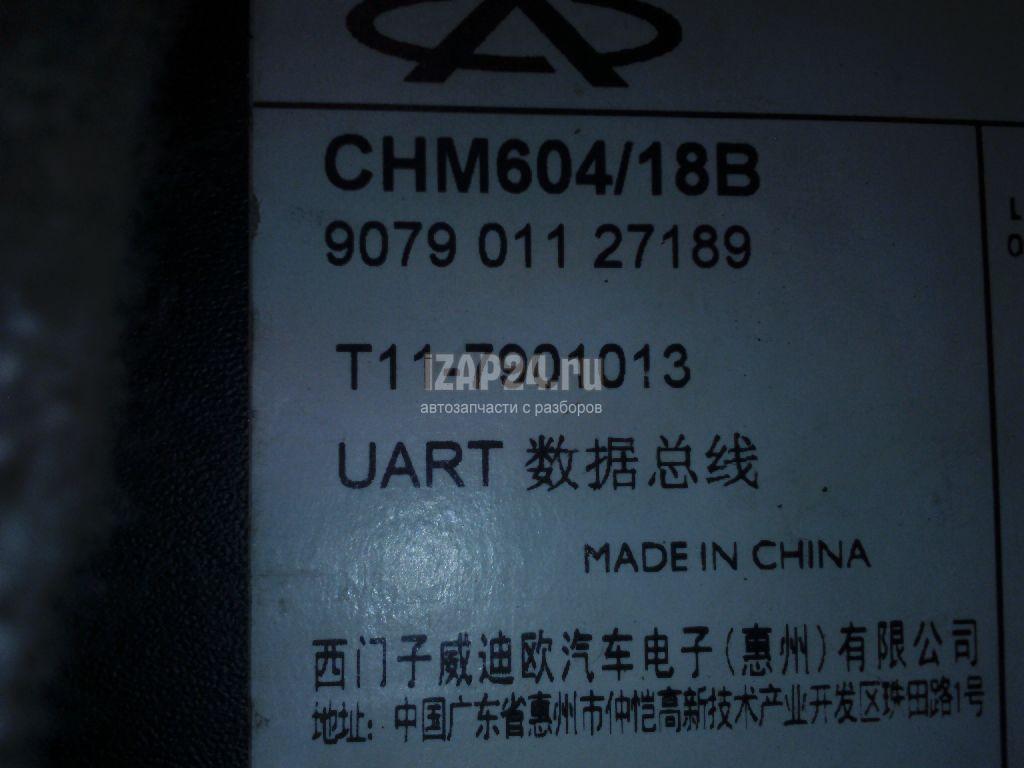 CHM604/18B
9079 011 27189
T11-7901013
iZAP24.ru
автозапчасти с разборов
UART 数据总线
MADE IN CHINA
西门子威迪欧汽车电子(惠州)有限公司
地址: 中国广东省惠州市仲恺高新技术产业开发区珠田路1号